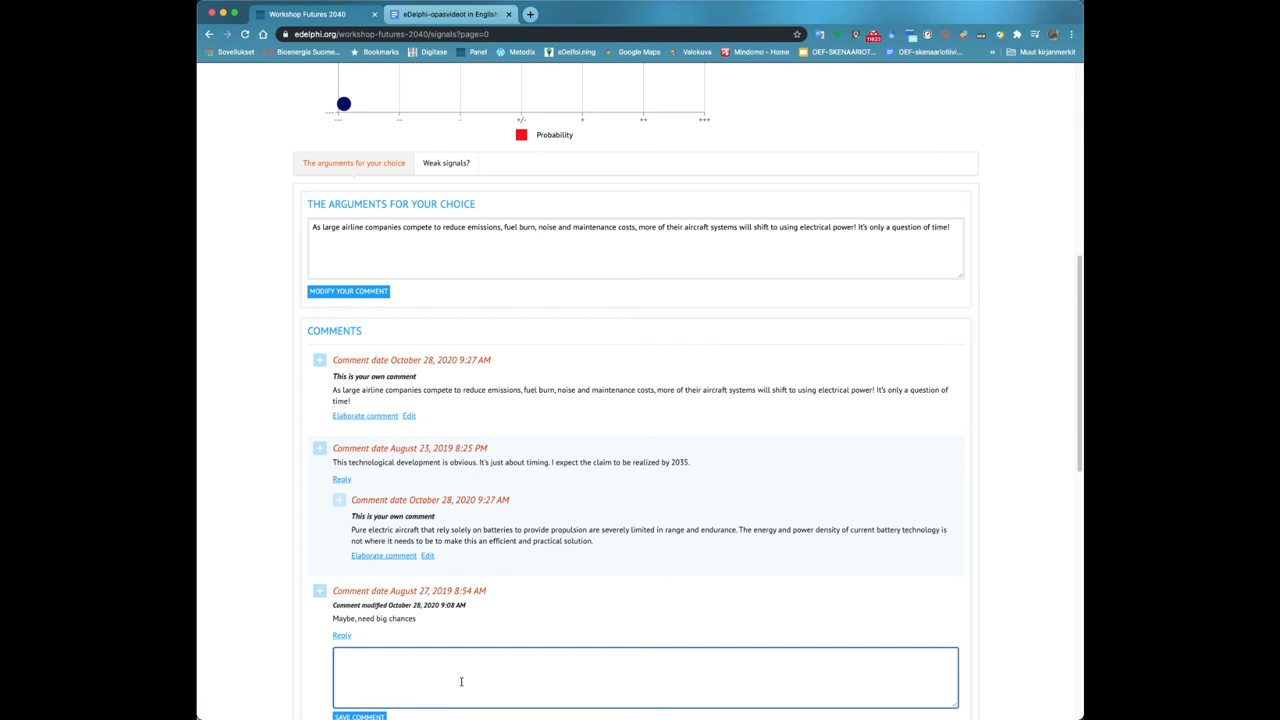 Workshop Futures 2040
eDelphi-opasvideot in English
edelphi.org/workshop-futures-2040/signals?page=0
11623
NEW
Sovellukset
Bioenergia Suome...
Bookmarks
Digitase
Panel
Metodix
eDelfoi.ning
Google Maps
Valokuva
Mindomo - Home
OEF-SKENAARIOT...
OEF-skenaariotiivi...
»
Muut kirjanmerkit
---
--- -- - +/- + ++ +++
Probability
The arguments for your choice
Weak signals?
THE ARGUMENTS FOR YOUR CHOICE
As large airline companies compete to reduce emissions, fuel burn, noise and maintenance costs, more of their aircraft systems will shift to using electrical power! It's only a question of time!
MODIFY YOUR COMMENT
COMMENTS
Comment date October 28, 2020 9:27 AM
This is your own comment
As large airline companies compete to reduce emissions, fuel burn, noise and maintenance costs, more of their aircraft systems will shift to using electrical power! It's only a question of
time!
Elaborate comment Edit
Comment date August 23, 2019 8:25 PM
This technological development is obvious. It's just about timing. I expect the claim to be realized by 2035.
Reply
Comment date October 28, 2020 9:27 AM
This is your own comment
Pure electric aircraft that rely solely on batteries to provide propulsion are severely limited in range and endurance. The energy and power density of current battery technology is
not where it needs to be to make this an efficient and practical solution.
Elaborate comment Edit
Comment date August 27, 2019 8:54 AM
Comment modified October 28, 2020 9:08 AM
Maybe, need big chances
Reply
SAVE COMMENT